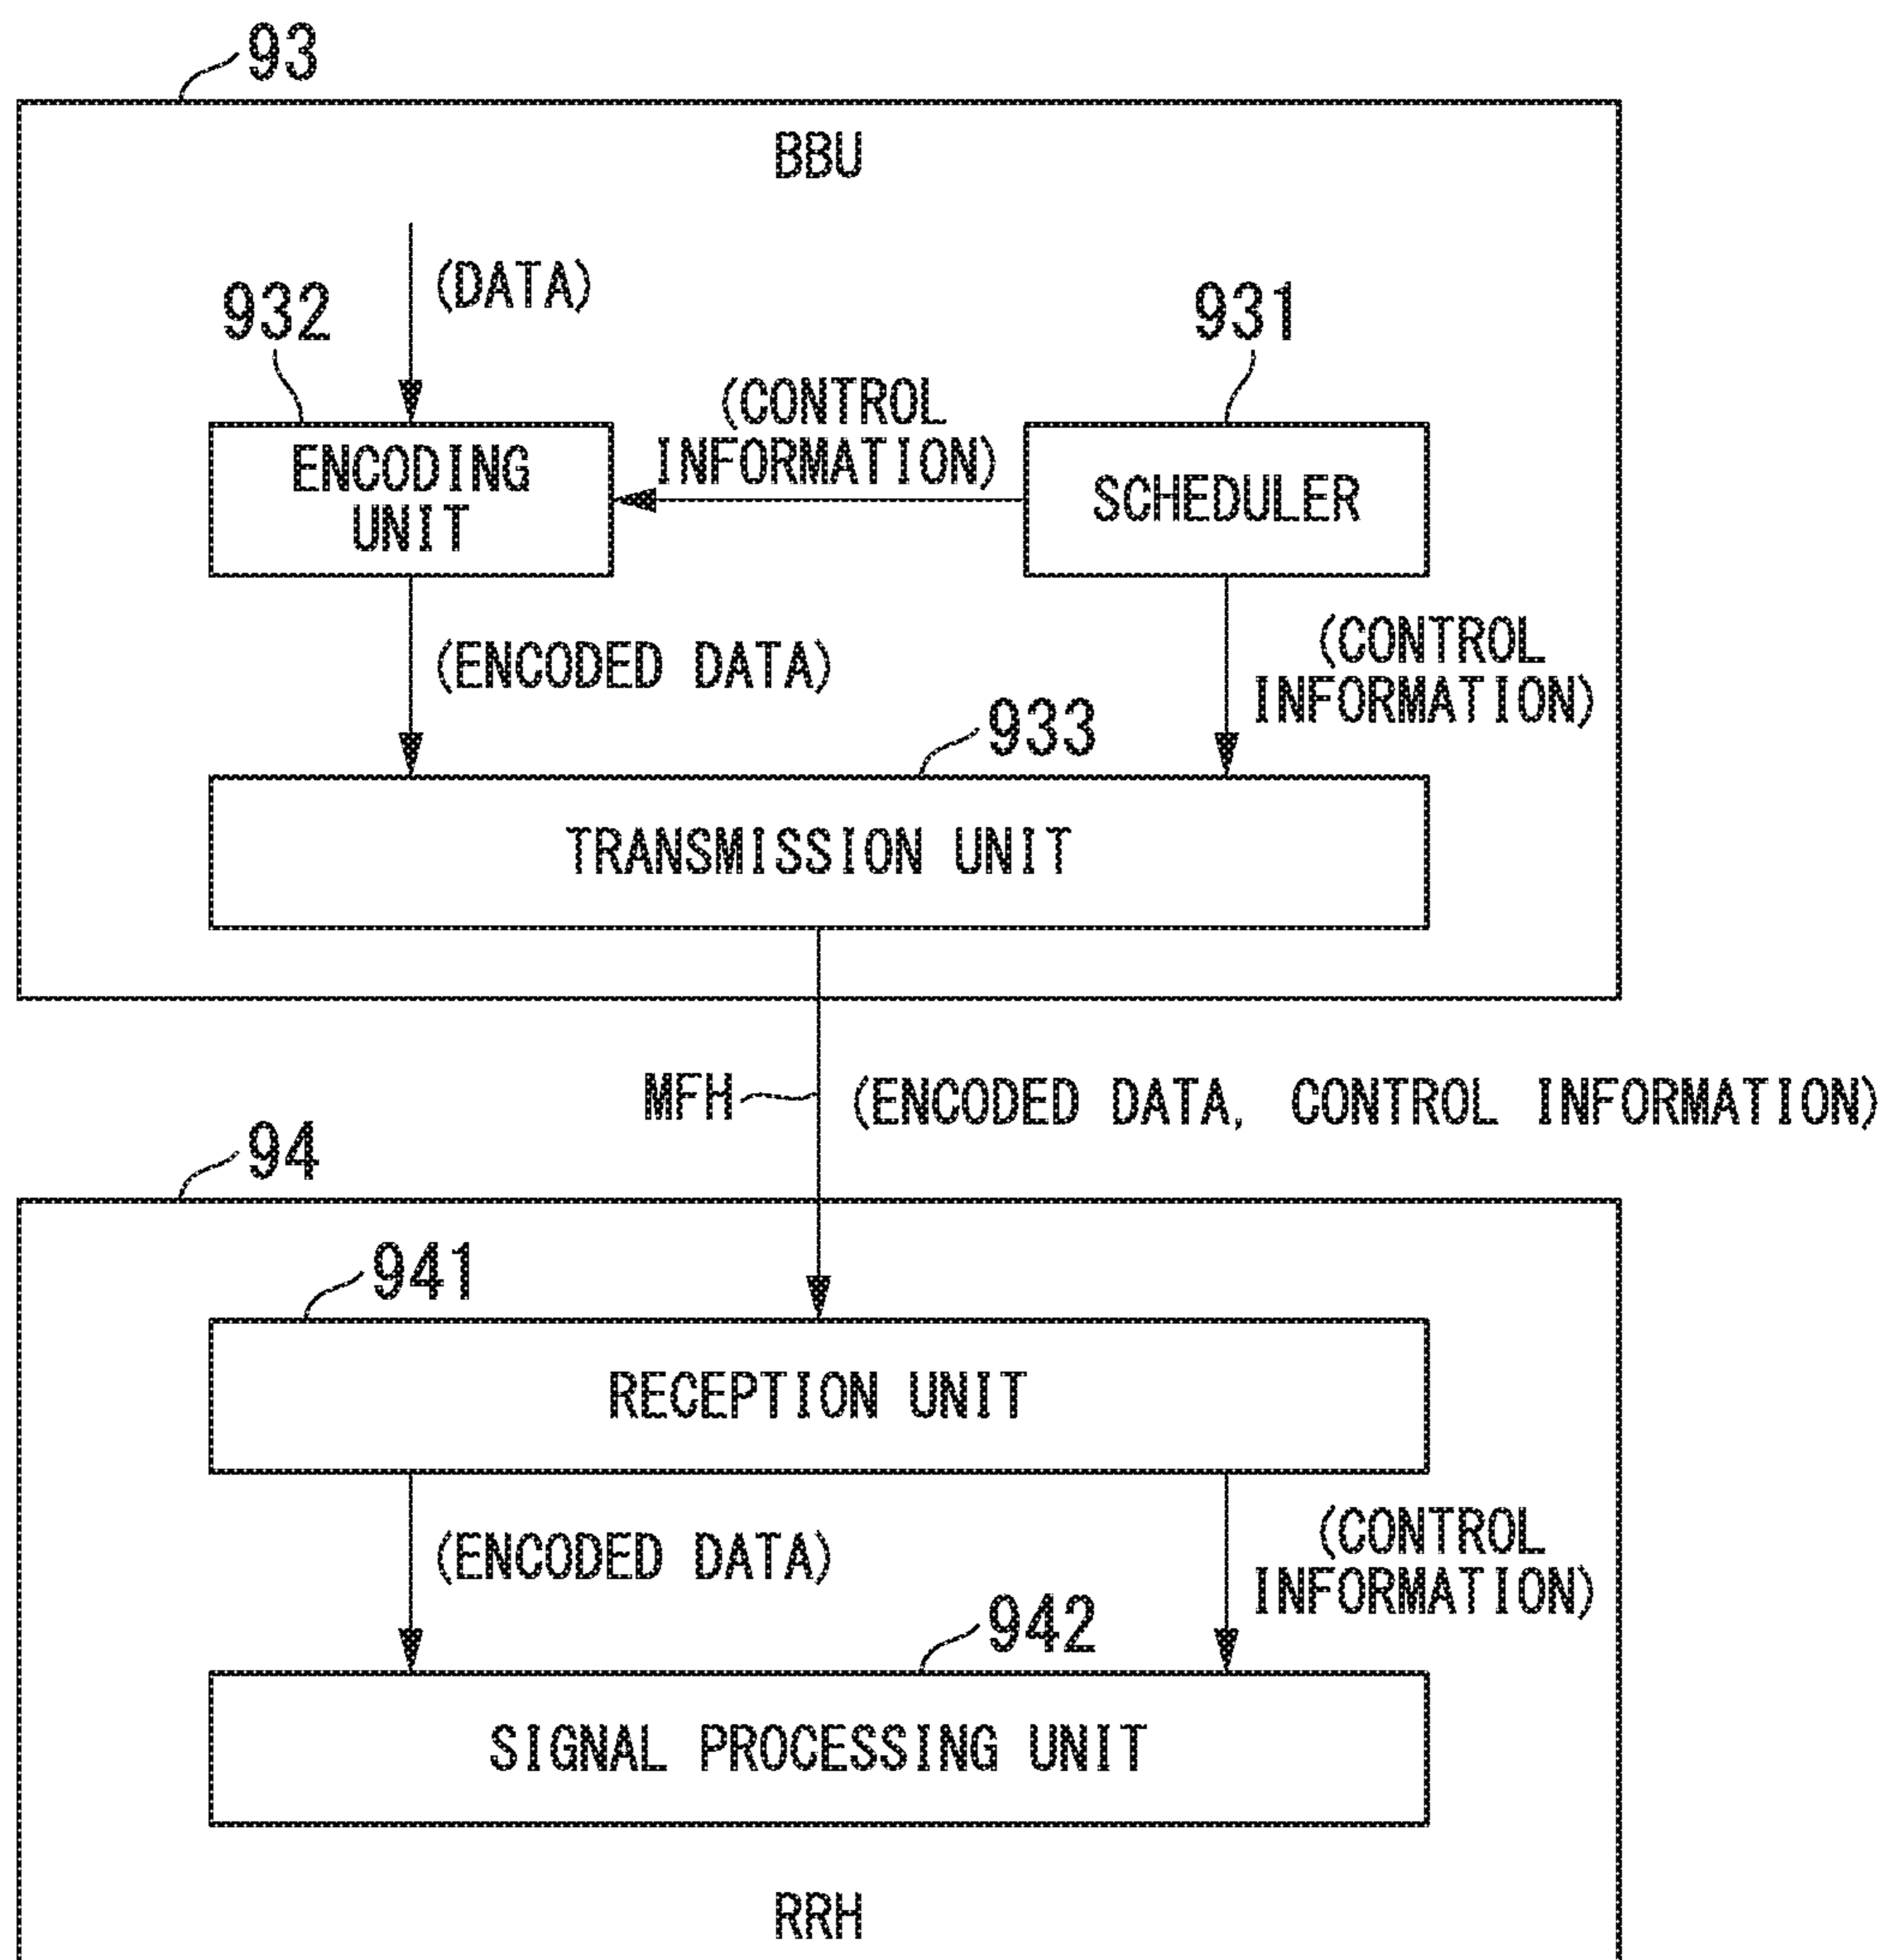 93
BBU
(DATA)
932
931
(CONTROL
INFORMATION)
ENCODING
UNIT
SCHEDULER
(ENCODED DATA)
(CONTROL
INFORMATION)
933
TRANSMISSION UNIT
MFH
(ENCODED DATA, CONTROL INFORMATION)
94
941
RECEPTION UNIT
(ENCODED DATA)
(CONTROL
INFORMATION)
942
SIGNAL PROCESSING UNIT
RRH